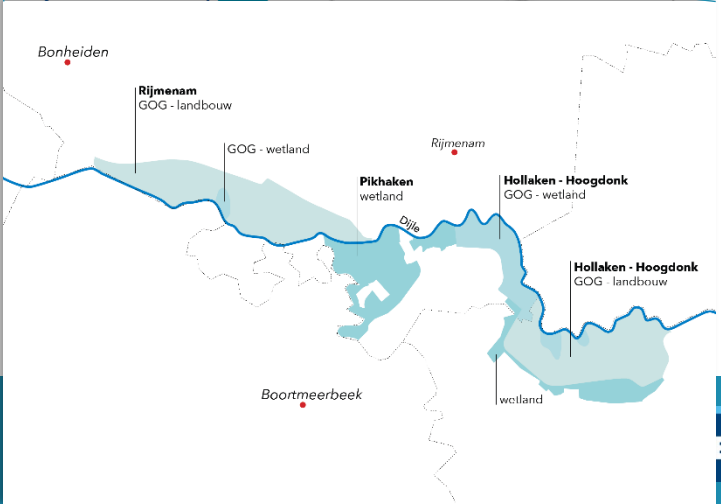 Bonheiden
Rijmenam
GOG - landbouw
GOG - wetland
Rijmenam
Pikhaken
wetland
Hollaken - Hoogdonk
GOG - wetland
Dijle
Hollaken - Hoogdonk
GOG - landbouw
Boortmeerbeek
wetland